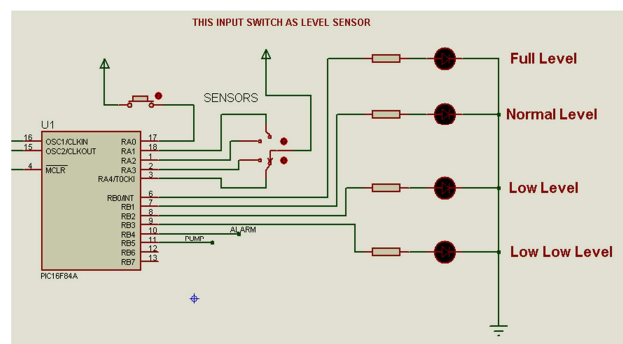 THIS INPUT SWITCH AS LEVEL SENSOR
Full Level
SENSORS
Normal Level
U1
16 OSC1/CLKIN RA0 17
15 OSC2/CLKOUT RA1 18
RA2 1
4 MCLR RA3 2
RA4/T0CKI 3
RB0/INT 6
RB1 7
RB2 8
RB3 9
RB4 10 ALARM
RB5 11 PUMP
RB6 12
RB7 13
PIC16F84A
Low Level
Low Low Level